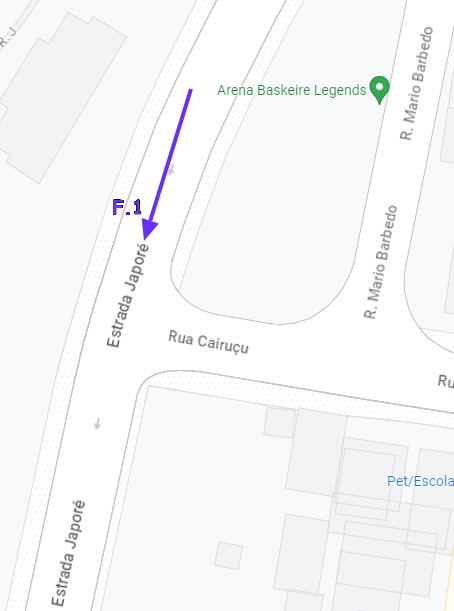 R. J
Arena Baskeire Legends
R. Mario Barbedo
F.1
R. Mario Barbedo
Estrada Japoré
Rua Cairuçu
Ru
Pet/Escola
Estrada Japoré